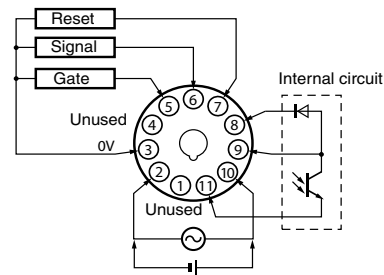 Reset
Signal
Gate
Internal circuit
Unused
0V
Unused
6
5
7
4
8
3
9
2
10
1
11